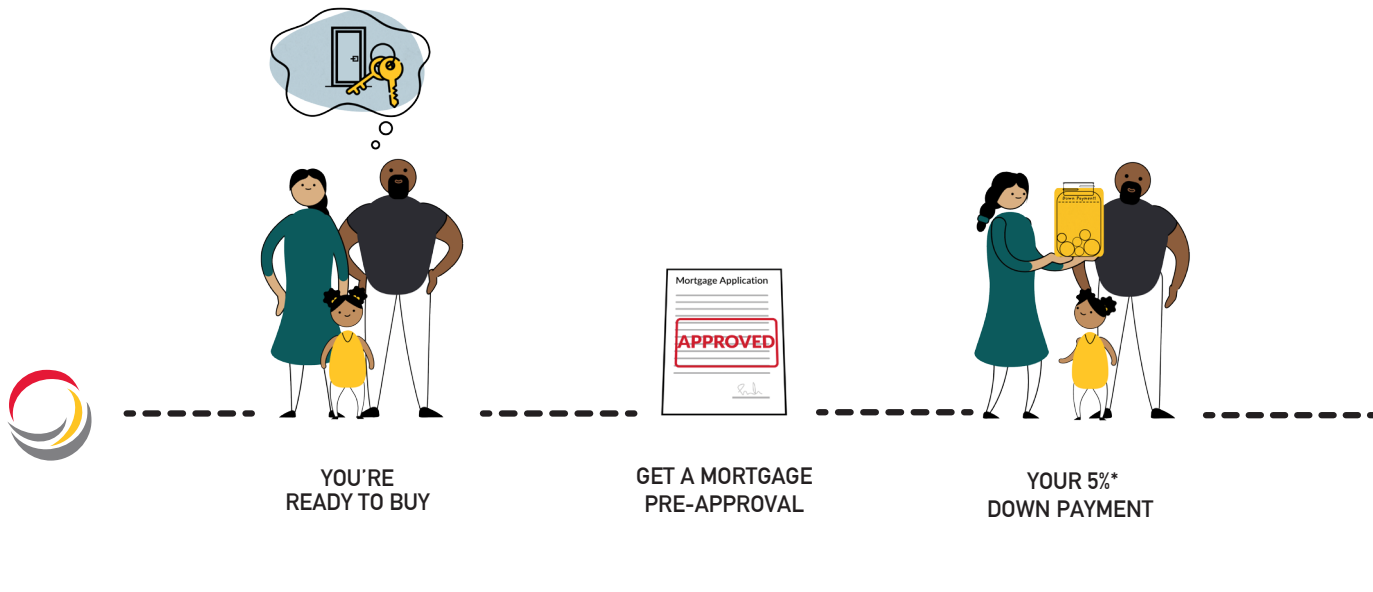 Down Payment
Mortgage Application
APPROVED
YOU'RE
READY TO BUY
GET A MORTGAGE
PRE-APPROVAL
YOUR 5%*
DOWN PAYMENT